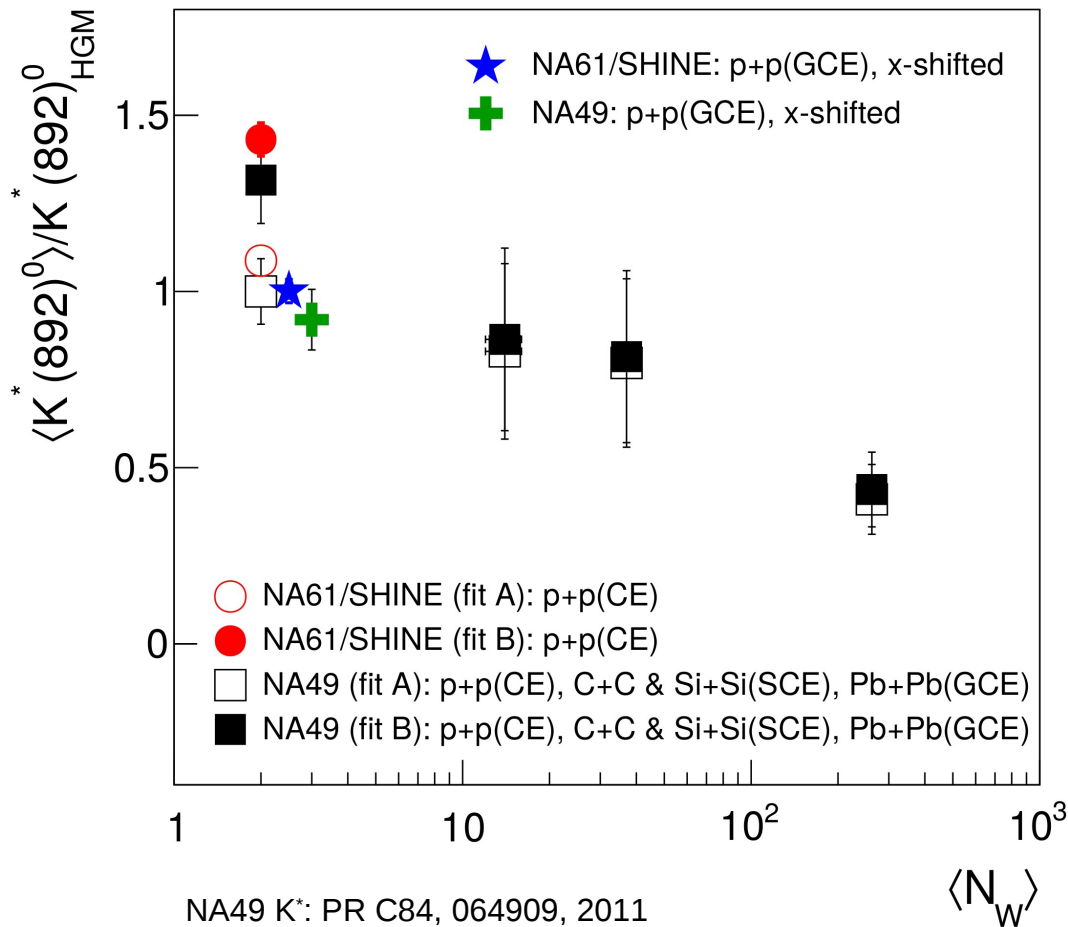 ⟨K* (892)⁰⟩/K* (892)⁰HGM
NA61/SHINE: p+p(GCE), x-shifted
NA49: p+p(GCE), x-shifted
1.5
1
0.5
0
NA61/SHINE (fit A): p+p(CE)
NA61/SHINE (fit B): p+p(CE)
NA49 (fit A): p+p(CE), C+C & Si+Si(SCE), Pb+Pb(GCE)
NA49 (fit B): p+p(CE), C+C & Si+Si(SCE), Pb+Pb(GCE)
1 10 10² 10³
⟨N_W⟩
NA49 K*: PR C84, 064909, 2011